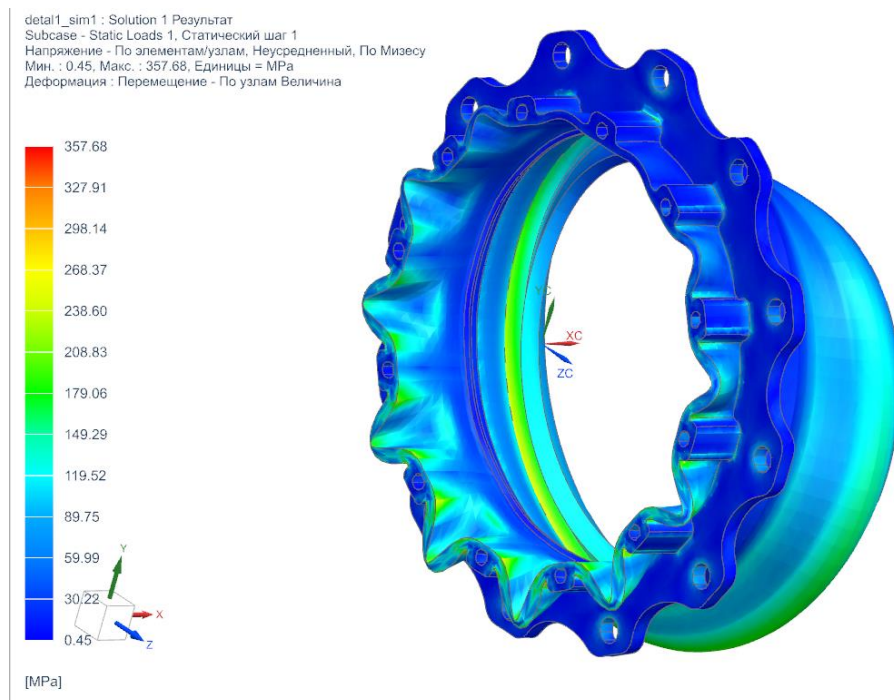 detal1_sim1 : Solution 1 Результат
Subcase - Static Loads 1, Статический шаг 1
Напряжение - По элементам/узлам, Неусредненный, По Мизесу
Мин. : 0.45, Макс. : 357.68, Единицы = MPa
Деформация : Перемещение - По узлам Величина
357.68
327.91
298.14
268.37
238.60
208.83
179.06
149.29
119.52
89.75
59.99
30.22
0.45
[MPa]
Y
X
Z
YC
XC
ZC